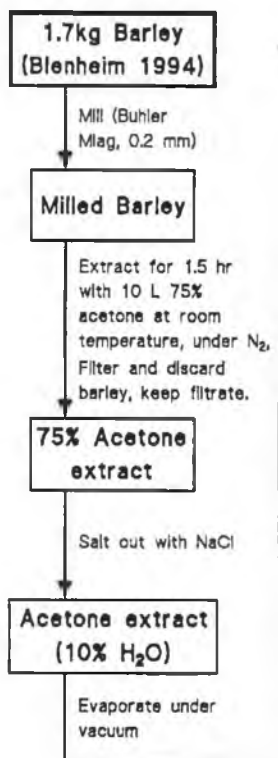 1.7kg Barley
(Blenheim 1994)
Mill (Buhler
Miag, 0.2 mm)
Milled Barley
Extract for 1.5 hr
with 10 L 75%
acetone at room
temperature, under N₂.
Filter and discard
barley, keep filtrate.
75% Acetone
extract
Salt out with NaCl
Acetone extract
(10% H₂O)
Evaporate under
vacuum